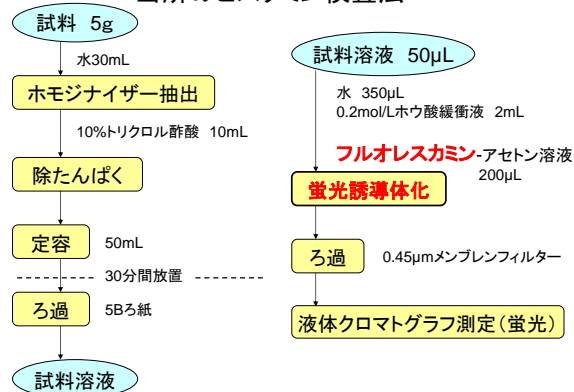 試料 5g
水30mL
ホモジナイザー抽出
10%トリクロル酢酸 10mL
除たんぱく
定容
50mL
30分間放置
ろ過
5Bろ紙
試料溶液
試料溶液 50μL
水 350μL
0.2mol/Lホウ酸緩衝液 2mL
フルオレスカミン-アセトン溶液
200μL
蛍光誘導体化
ろ過
0.45μmメンブレンフィルター
液体クロマトグラフ測定(蛍光)